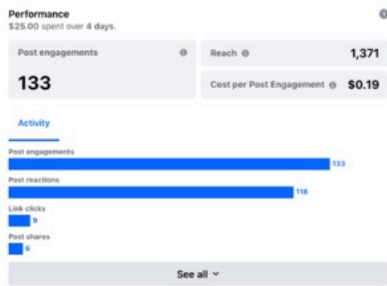 Performance
$25.00 spent over 4 days.
Post engagements
133
Reach 1,371
Cost per Post Engagement $0.19
Activity
Post engagements
133
Post reactions
118
Link clicks
9
Post shares
6
See all